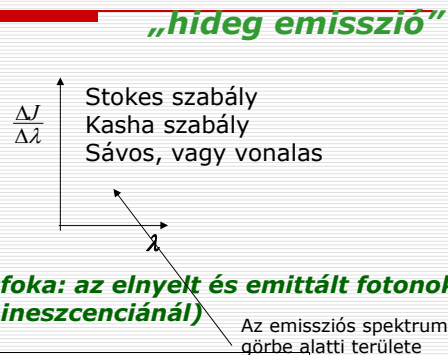 „hideg emisszió”
Stokes szabály
ΔJ
Δλ
Kasha szabály
Sávos, vagy vonalas
λ
foka: az elnyelt és emittált fotonok
ineszcenciánál)
Az emissziós spektrum
görbe alatti területe